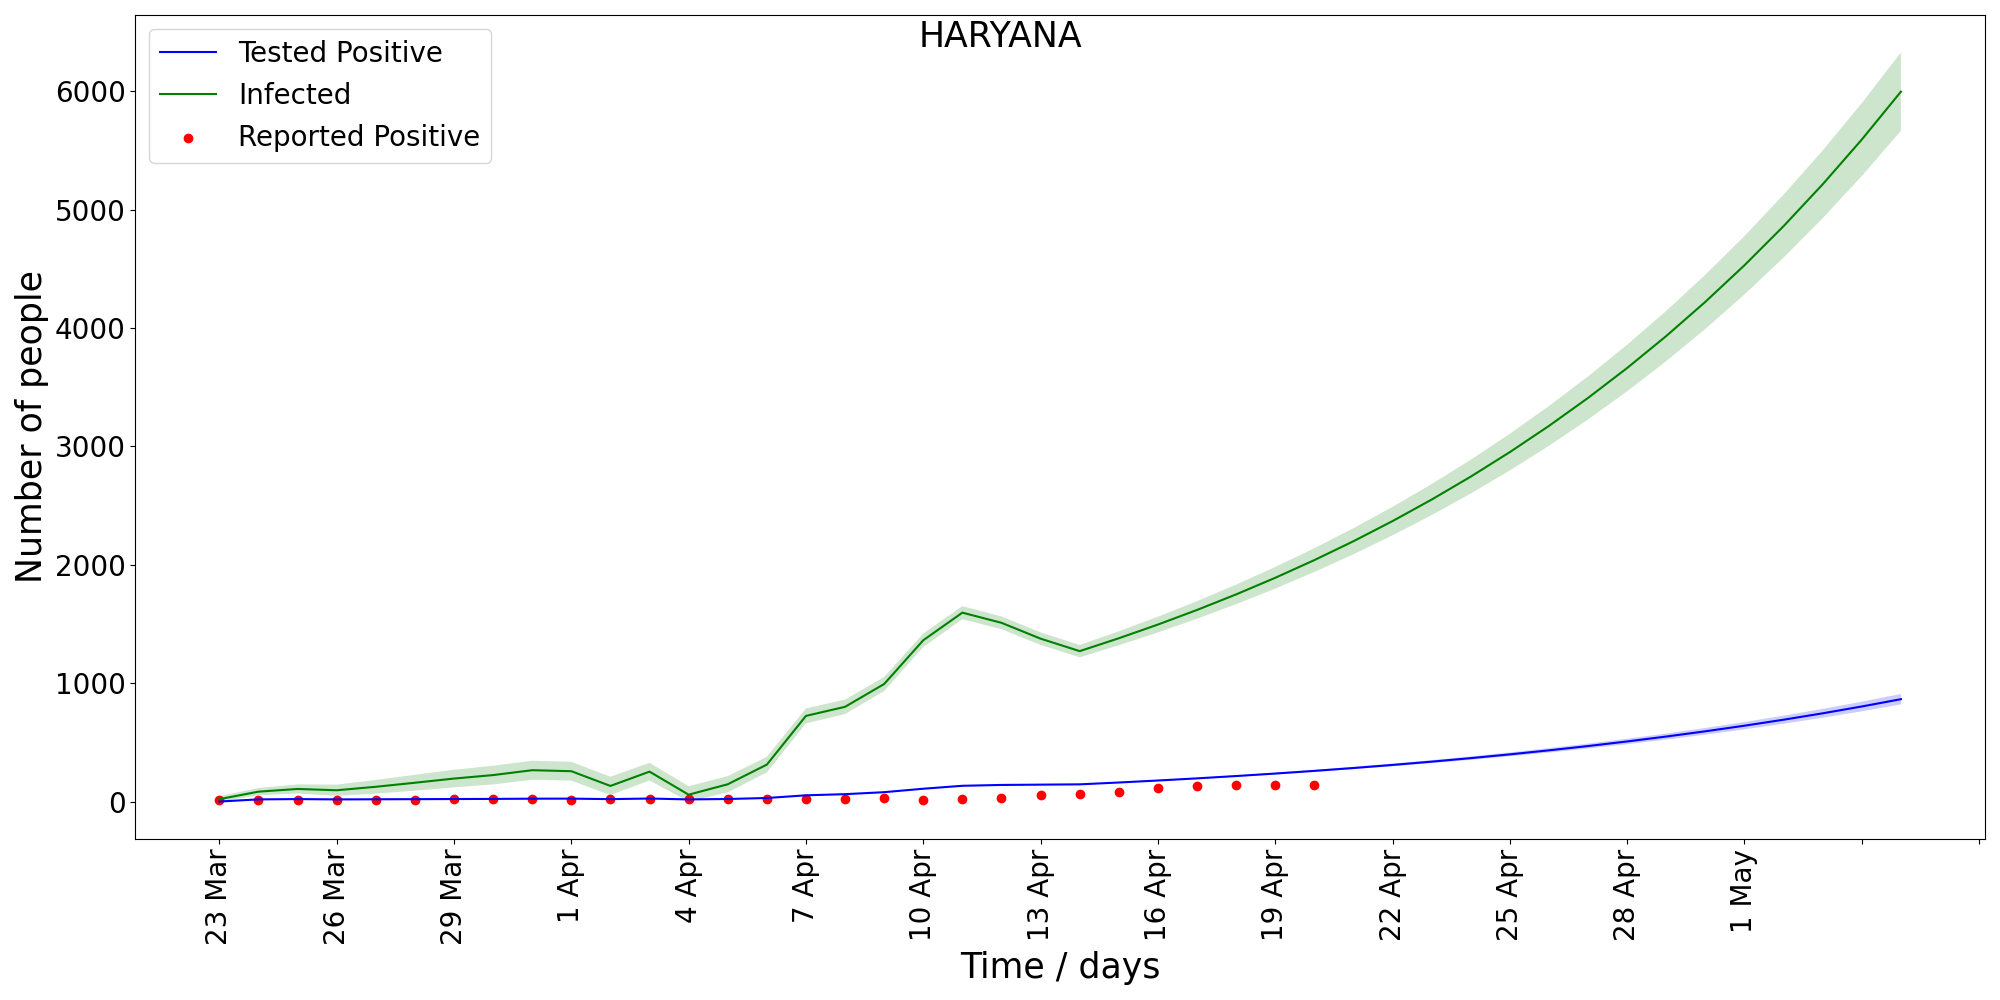 HARYANA
Tested Positive
Infected
Reported Positive
Number of people
6000
5000
4000
3000
2000
1000
0
23 Mar
26 Mar
29 Mar
1 Apr
4 Apr
7 Apr
10 Apr
13 Apr
16 Apr
19 Apr
22 Apr
25 Apr
28 Apr
1 May
Time / days